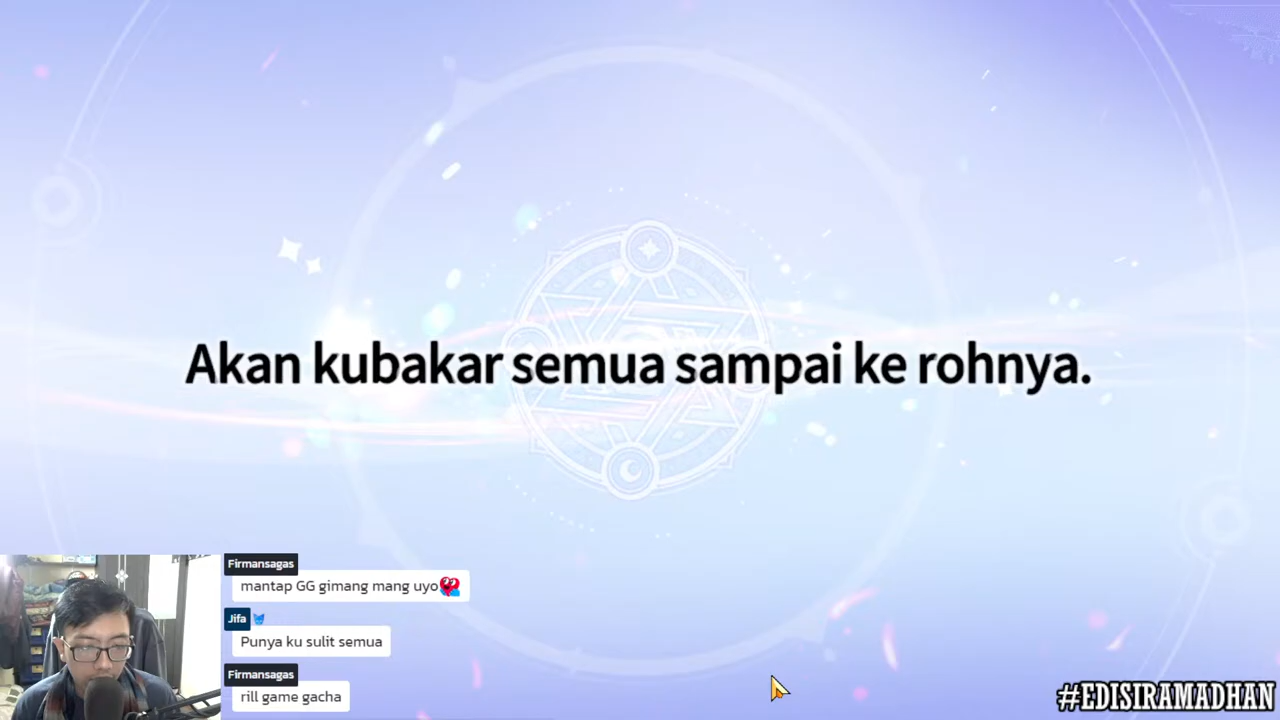 Akan kubakar semua sampai ke rohnya.
Firmansagas
mantap GG gimang mang uyo
Jifa
Punya ku sulit semua
Firmansagas
rill game gacha
#EDISIRAMADHAN